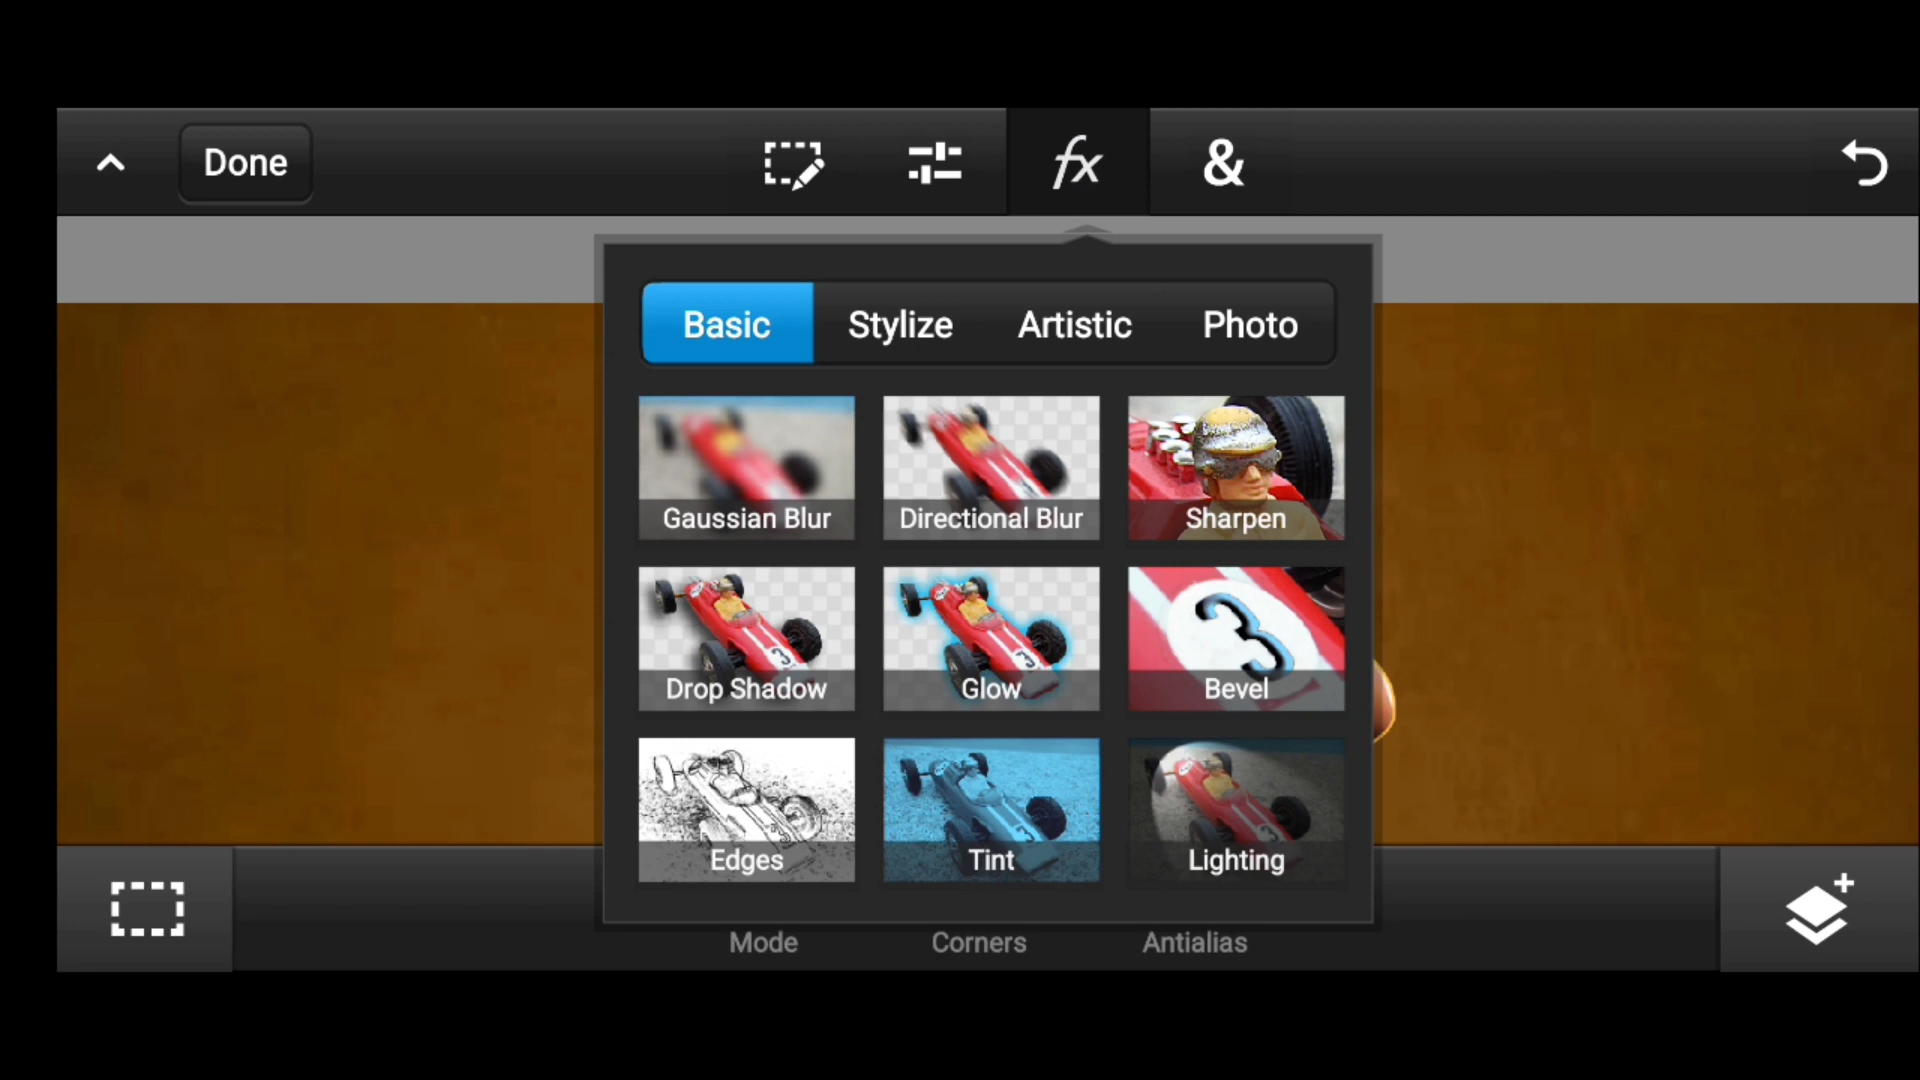 Done fx &
Basic Stylize Artistic Photo
Gaussian Blur Directional Blur Sharpen
Drop Shadow Glow Bevel
Edges Tint Lighting
Mode Corners Antialias